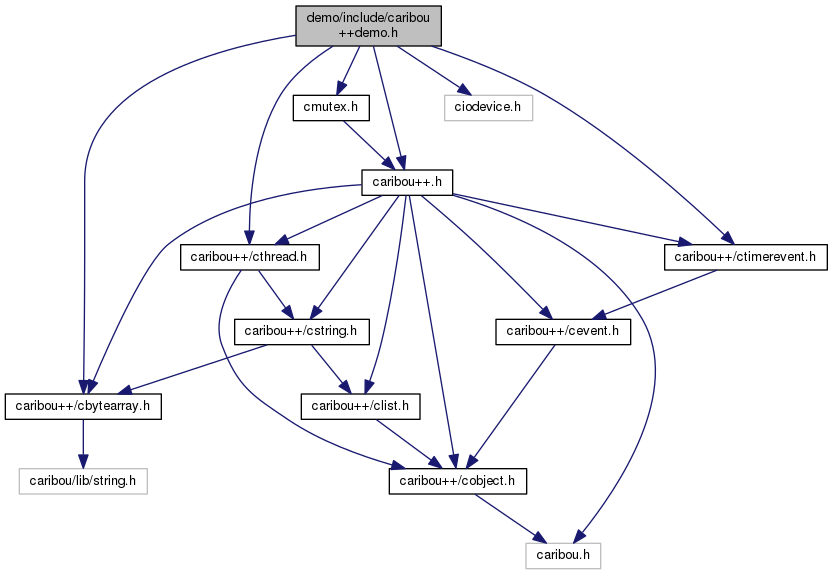 demo/include/caribou
++demo.h
cmutex.h
ciodevice.h
caribou++.h
caribou++/cthread.h
caribou++/ctimerevent.h
caribou++/cstring.h
caribou++/cevent.h
caribou++/cbytearray.h
caribou++/clist.h
caribou/lib/string.h
caribou++/cobject.h
caribou.h